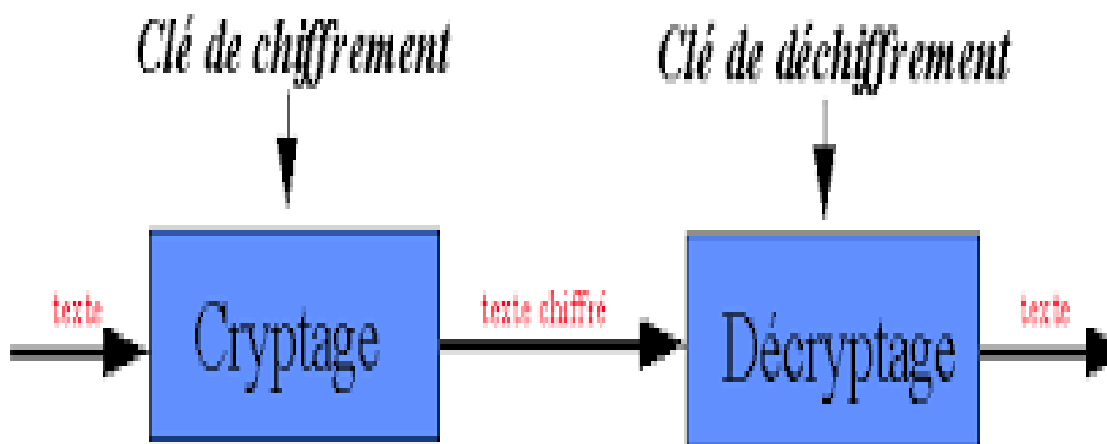 Clé de chiffrement
Clé de déchiffrement
texte
Cryptage
texte chiffré
Décryptage
texte